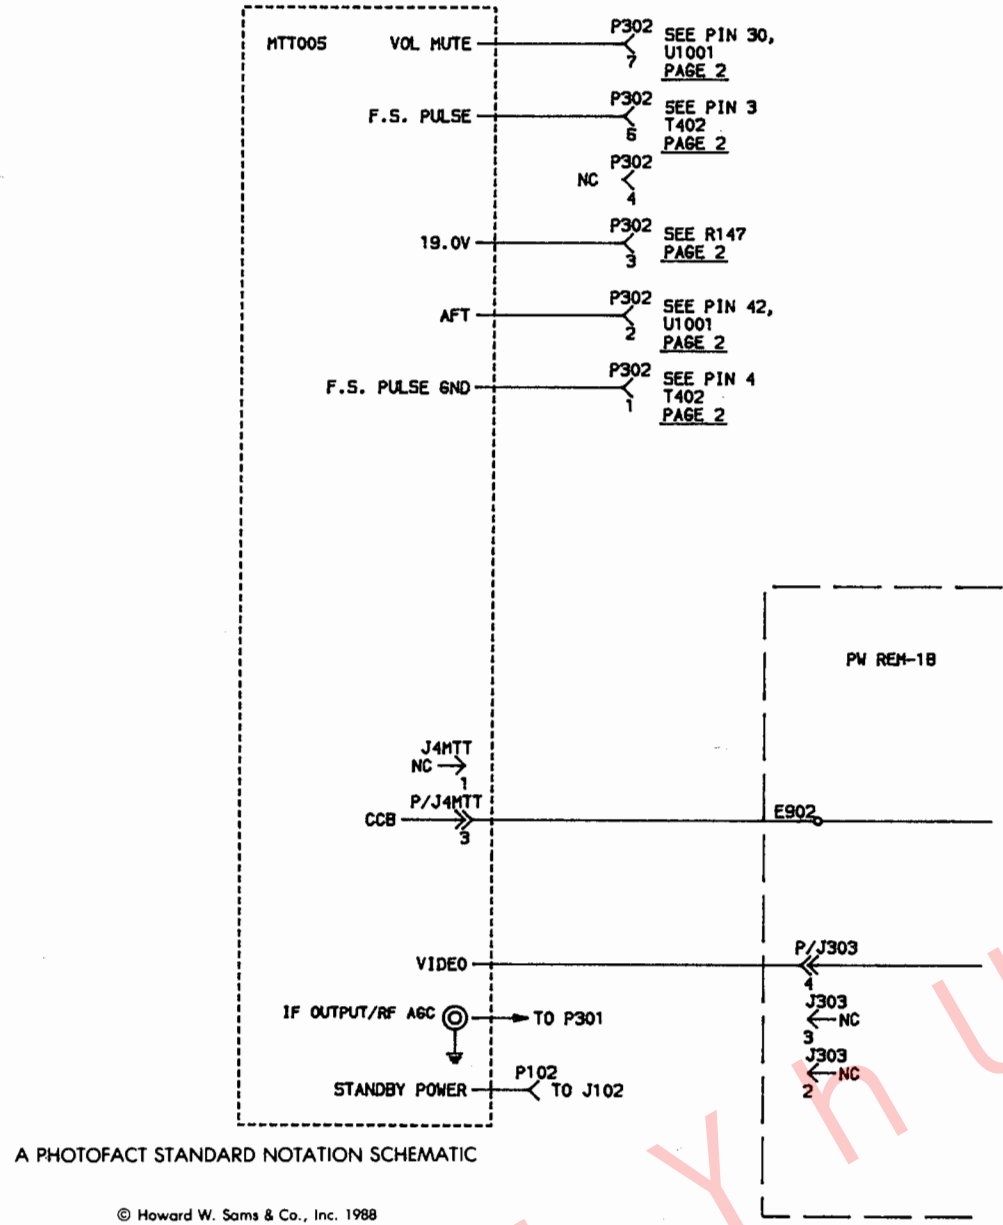 MTT005 VOL MUTE P302 7 SEE PIN 30,
U1001
PAGE 2
F.S. PULSE P302 6 SEE PIN 3
T402
PAGE 2
P302
NC 4
19.0V P302 3 SEE R147
PAGE 2
AFT P302 2 SEE PIN 42,
U1001
PAGE 2
F.S. PULSE GND P302 1 SEE PIN 4
T402
PAGE 2
PW REM-1B
J4MTT
NC
1
P/J4MTT
CCB E902
3
P/J303
VIDEO
4
J303
IF OUTPUT/RF AGC TO P301 NC
3
J303
NC
P102
STANDBY POWER TO J102 2
A PHOTOFACT STANDARD NOTATION SCHEMATIC
© Howard W. Sams & Co., Inc. 1988